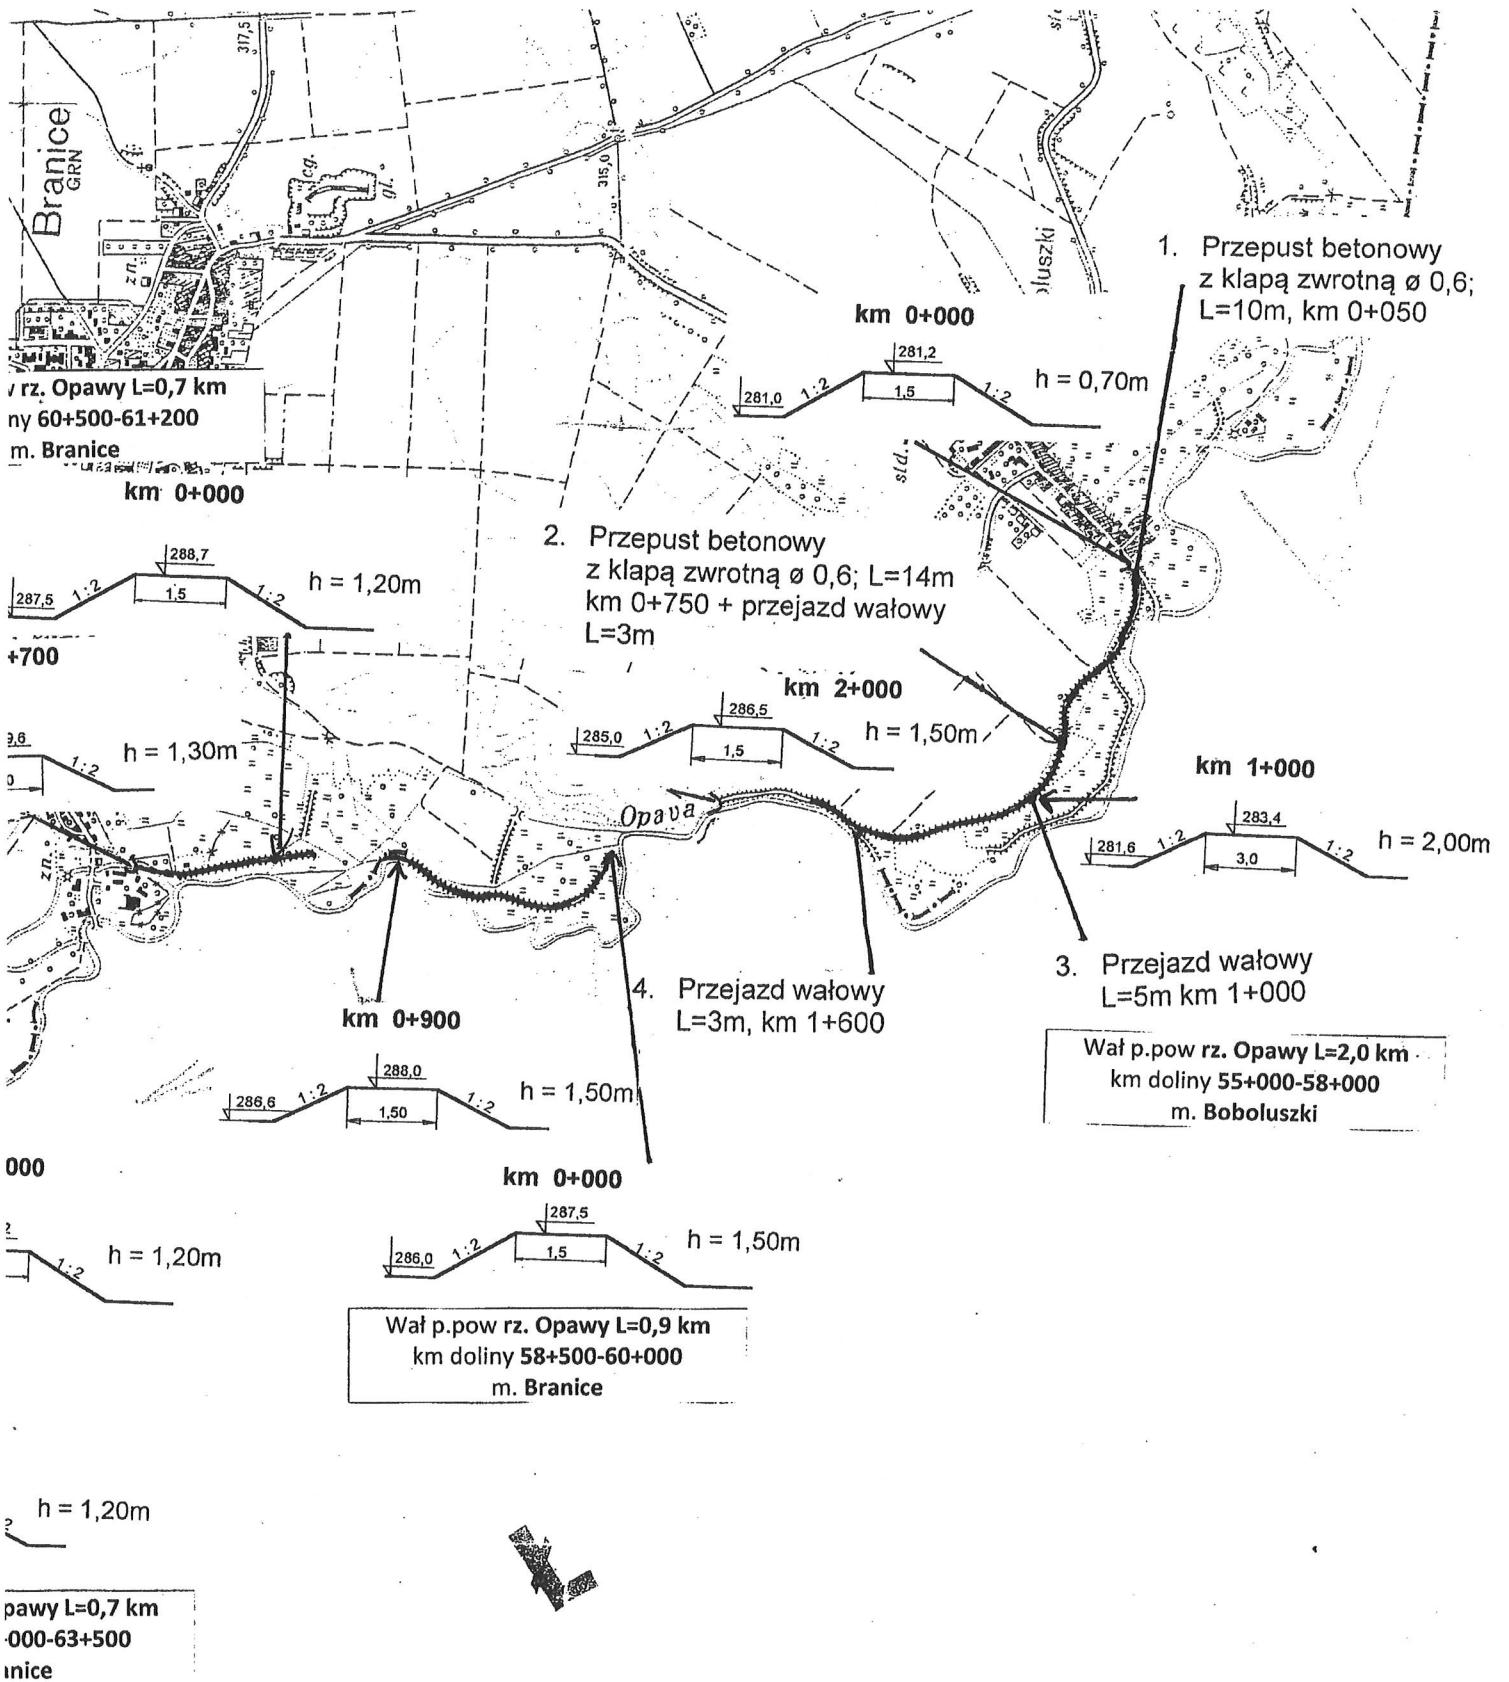 317,5
Branice
GRN
cg.
gł.
315,0
zn.
1. Przepust betonowy
z klapą zwrotną ø 0,6;
L=10m, km 0+050
km 0+000
281,2
281,0
1:2
1,5
1:2
h = 0,70m
rz. Opawy L=0,7 km
ny 60+500-61+200
m. Branice
km 0+000
288,7
287,5
1:2
1,5
1:2
h = 1,20m
2. Przepust betonowy
z klapą zwrotną ø 0,6; L=14m
km 0+750 + przejazd wałowy
L=3m
+700
h = 1,30m
1:2
km 2+000
286,5
285,0
1:2
1,5
1:2
h = 1,50m
Opava
km 1+000
283,4
281,6
1:2
3,0
1:2
h = 2,00m
zn.
3. Przejazd wałowy
L=5m km 1+000
4. Przejazd wałowy
L=3m, km 1+600
km 0+900
288,0
286,6
1:2
1,50
1:2
h = 1,50m
Wał p.pow rz. Opawy L=2,0 km
km doliny 55+000-58+000
m. Boboluszki
000
1:2
h = 1,20m
km 0+000
287,5
286,0
1:2
1,5
1:2
h = 1,50m
Wał p.pow rz. Opawy L=0,9 km
km doliny 58+500-60+000
m. Branice
h = 1,20m
pawy L=0,7 km
000-63+500
nice